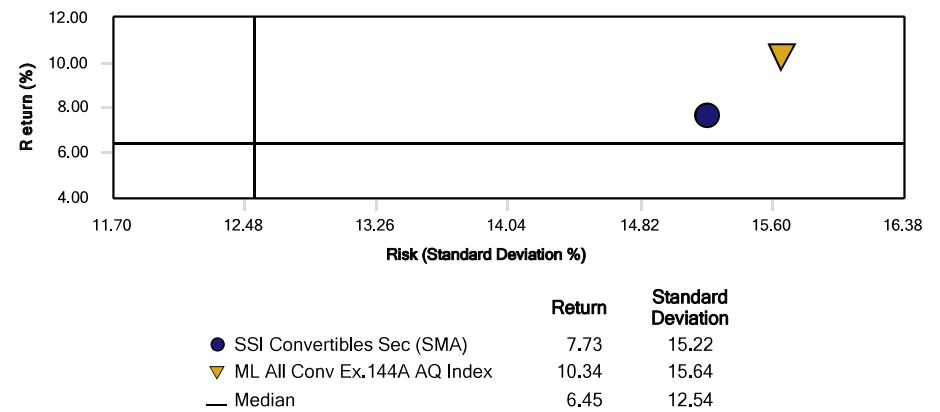 12.00
10.00
8.00
6.00
4.00
Return (%)
11.70 12.48 13.26 14.04 14.82 15.60 16.38
Risk (Standard Deviation %)
Return Standard Deviation
SSI Convertibles Sec (SMA) 7.73 15.22
ML All Conv Ex.144A AQ Index 10.34 15.64
Median 6.45 12.54